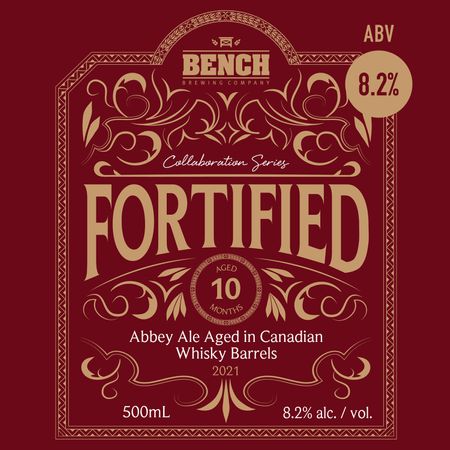 ABV
8.2%
BENCH
BREWING COMPANY
Collaboration Series
FORTIFIED
AGED
10
MONTHS
Abbey Ale Aged in Canadian
Whisky Barrels
2021
500mL 8.2% alc. / vol.